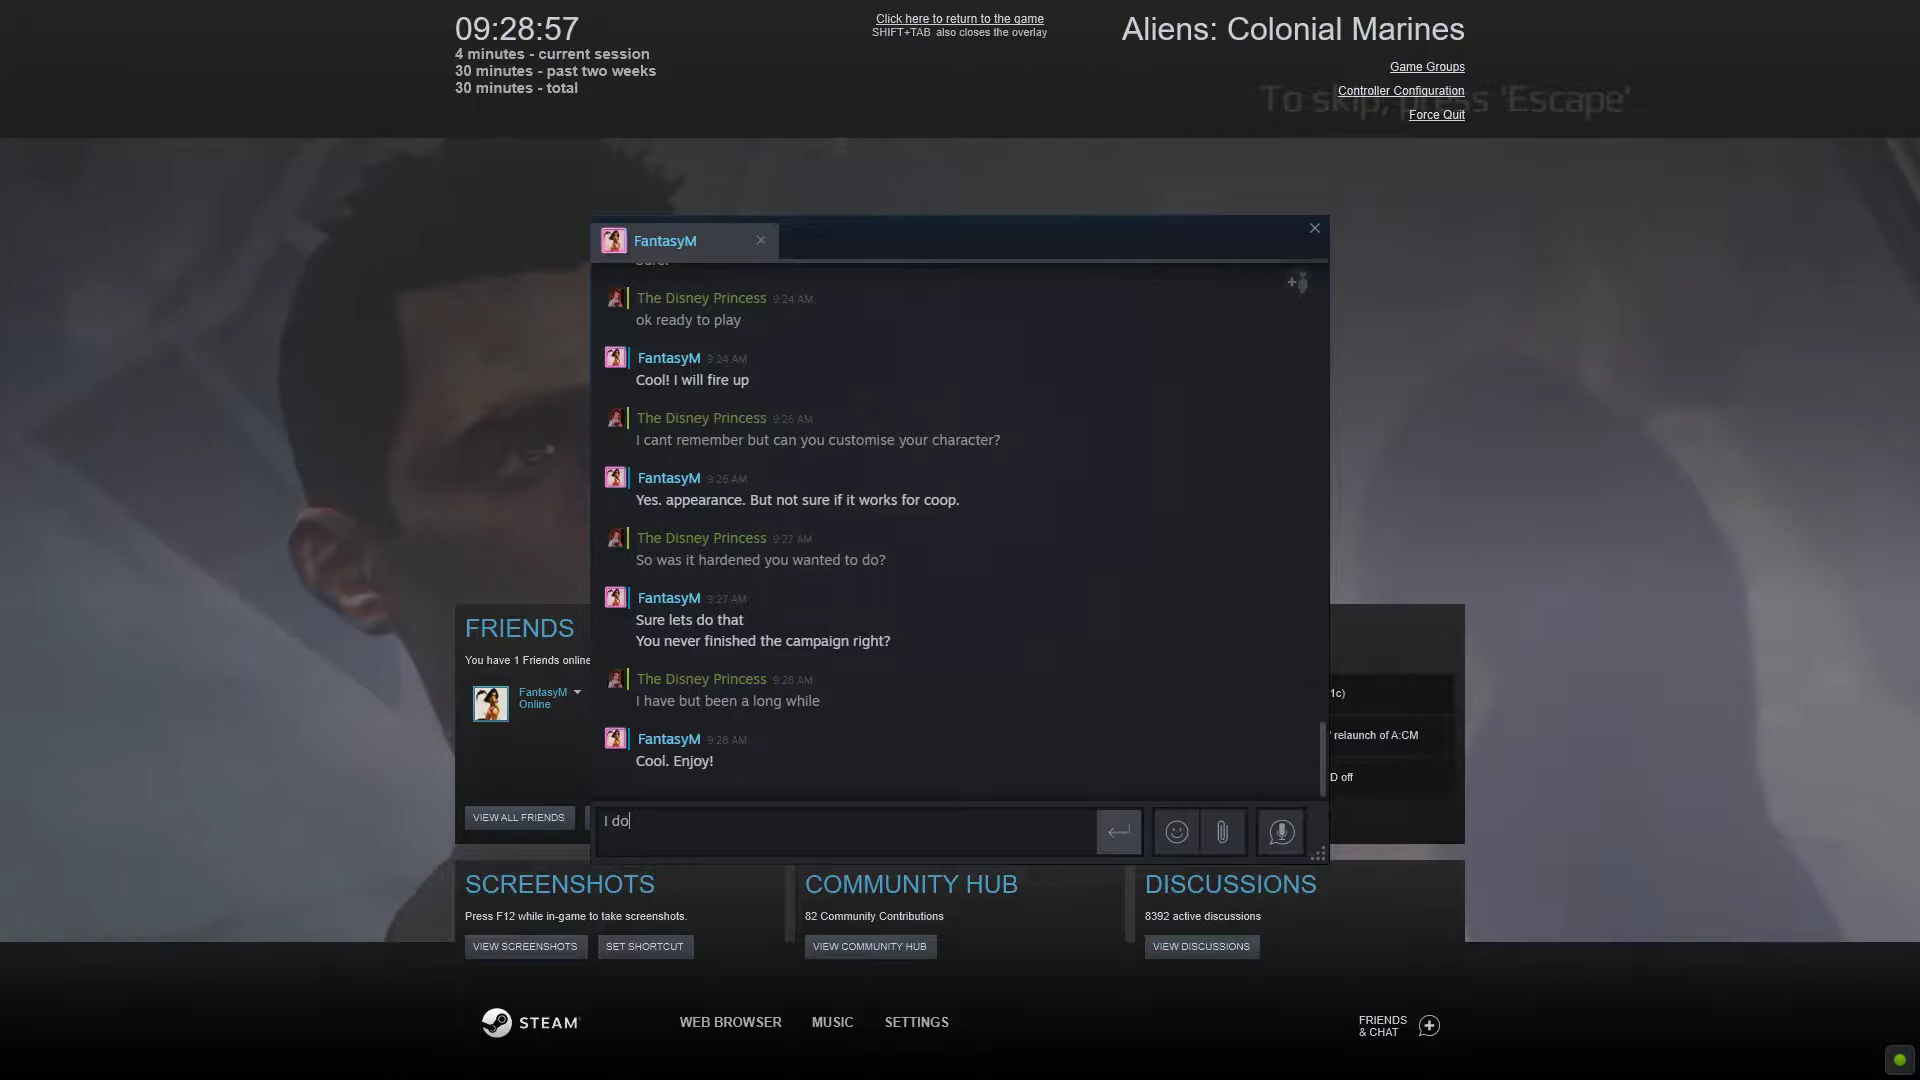 09:28:57
4 minutes - current session
30 minutes - past two weeks
30 minutes - total
Click here to return to the game
SHIFT+TAB also closes the overlay
Aliens: Colonial Marines
Game Groups
Controller Configuration
Force Quit
To skip, press 'Escape'
FantasyM
The Disney Princess 9:24 AM
ok ready to play
FantasyM 9:24 AM
Cool! I will fire up
The Disney Princess 9:26 AM
I cant remember but can you customise your character?
FantasyM 9:26 AM
Yes. appearance. But not sure if it works for coop.
The Disney Princess 9:27 AM
So was it hardened you wanted to do?
FantasyM 9:27 AM
Sure lets do that
You never finished the campaign right?
The Disney Princess 9:28 AM
I have but been a long while
FantasyM 9:28 AM
Cool. Enjoy!
I do
FRIENDS
You have 1 Friends online
FantasyM
Online
VIEW ALL FRIENDS
1c)
relaunch of A:CM
D off
SCREENSHOTS
Press F12 while in-game to take screenshots.
VIEW SCREENSHOTS
SET SHORTCUT
COMMUNITY HUB
82 Community Contributions
VIEW COMMUNITY HUB
DISCUSSIONS
8392 active discussions
VIEW DISCUSSIONS
STEAM
WEB BROWSER
MUSIC
SETTINGS
FRIENDS
& CHAT